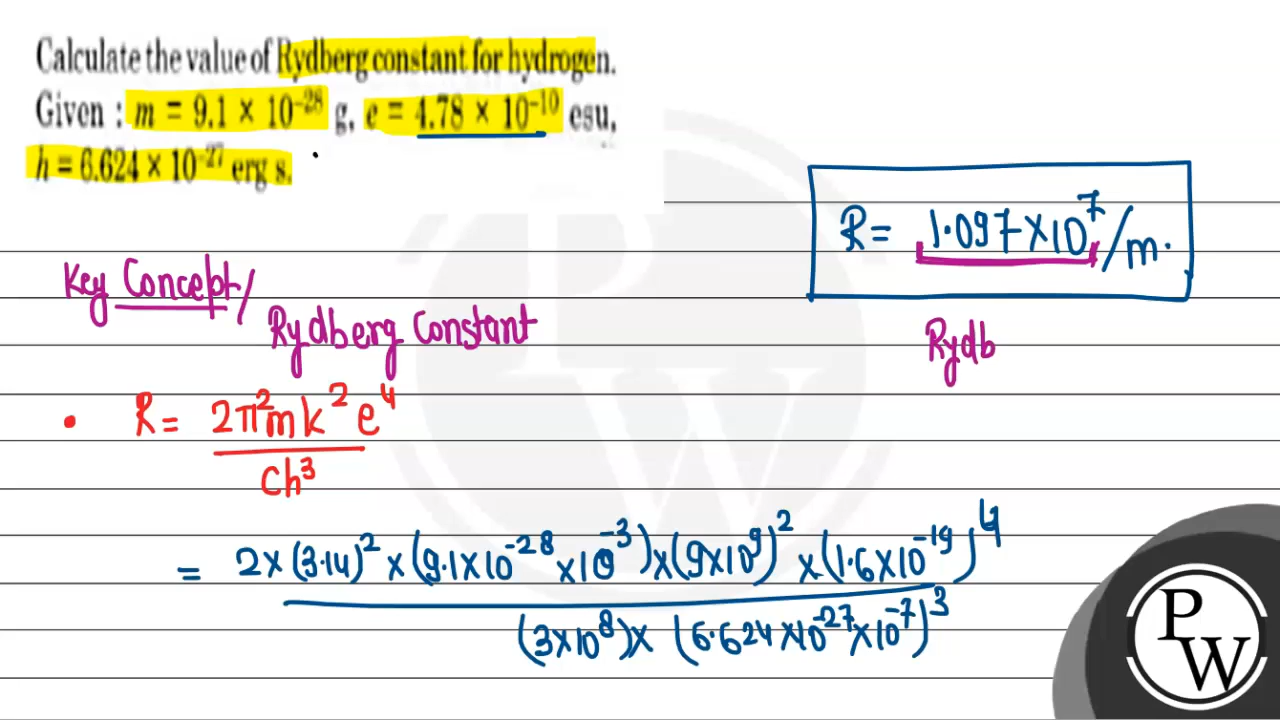 Calculate the value of Rydberg constant for hydrogen.
Given : m = 9.1 × 10⁻²⁸ g, e = 4.78 × 10⁻¹⁰ esu,
h = 6.624 × 10⁻²⁷ erg s.
R = 1.097×10⁷/m.
Key Concept/
Rydberg Constant
Rydb
• R = 2π²mk²e⁴
ch³
= 2×(3.14)²×(9.1×10⁻²⁸×10⁻³)×(9×10⁹)²×(1.6×10⁻¹⁹)⁴
(3×10⁸)×(6.624×10⁻²⁷×10⁻⁷)³
PW
PW